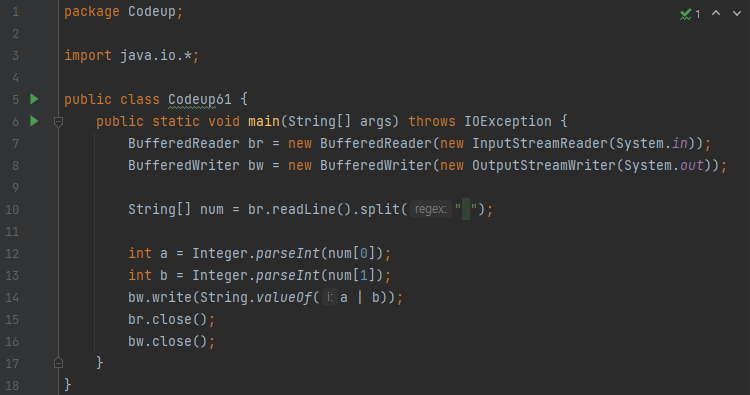 1 package Codeup;
2
3 import java.io.*;
4
5 public class Codeup61 {
6 public static void main(String[] args) throws IOException {
7 BufferedReader br = new BufferedReader(new InputStreamReader(System.in));
8 BufferedWriter bw = new BufferedWriter(new OutputStreamWriter(System.out));
9
10 String[] num = br.readLine().split( regex: " ");
11
12 int a = Integer.parseInt(num[0]);
13 int b = Integer.parseInt(num[1]);
14 bw.write(String.valueOf( i: a | b));
15 br.close();
16 bw.close();
17 }
18 }
1